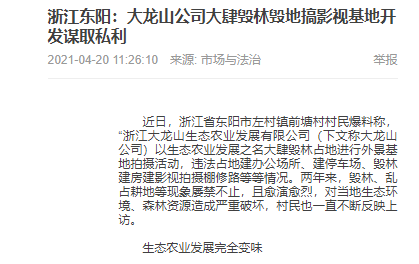 浙江东阳：大龙山公司大肆毁林毁地搞影视基地开
发谋取私利
2021-04-20 11:26:10 来源: 市场与法治 举报
近日，浙江省东阳市左村镇前塘村村民爆料称，
“浙江大龙山生态农业发展有限公司（下文称大龙山
公司）以生态农业发展之名大肆毁林占地进行外景基
地拍摄活动，违法占地建办公场所、建停车场、毁林
建房建影视拍摄棚修路等等情况。两年来，毁林、乱
占耕地等现象屡禁不止，且愈演愈烈，对当地生态环
境、森林资源造成严重破坏，村民也一直不断反映上
访。
生态农业发展完全变味